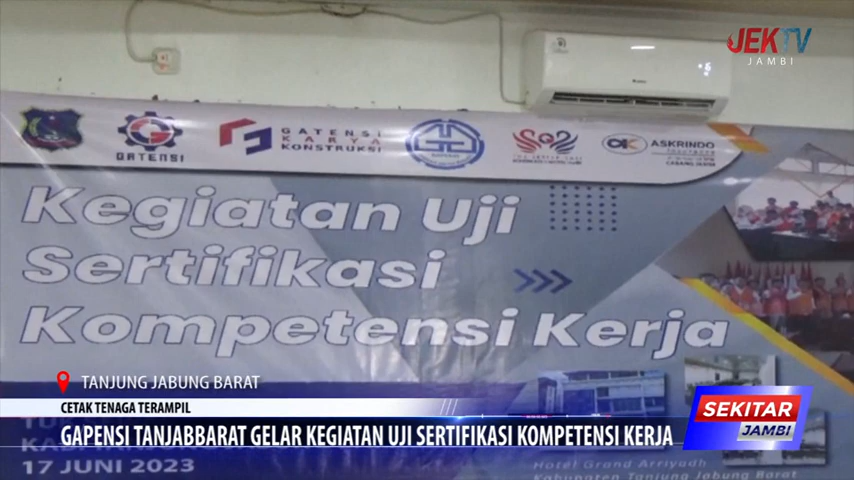 JEKTV
JAMBI
GATENSI
GATENSI
KARYA
KONSTRUKSI
ASKRINDO
Kegiatan Uji
Sertifikasi
Kompetensi Kerja
TANJUNG JABUNG BARAT
CETAK TENAGA TERAMPIL
GAPENSI TANJABBARAT GELAR KEGIATAN UJI SERTIFIKASI KOMPETENSI KERJA
SEKITAR
JAMBI
17 JUNI 2023
Hotel Grand Arriyadh
Kabupaten Tanjung Jabung Barat